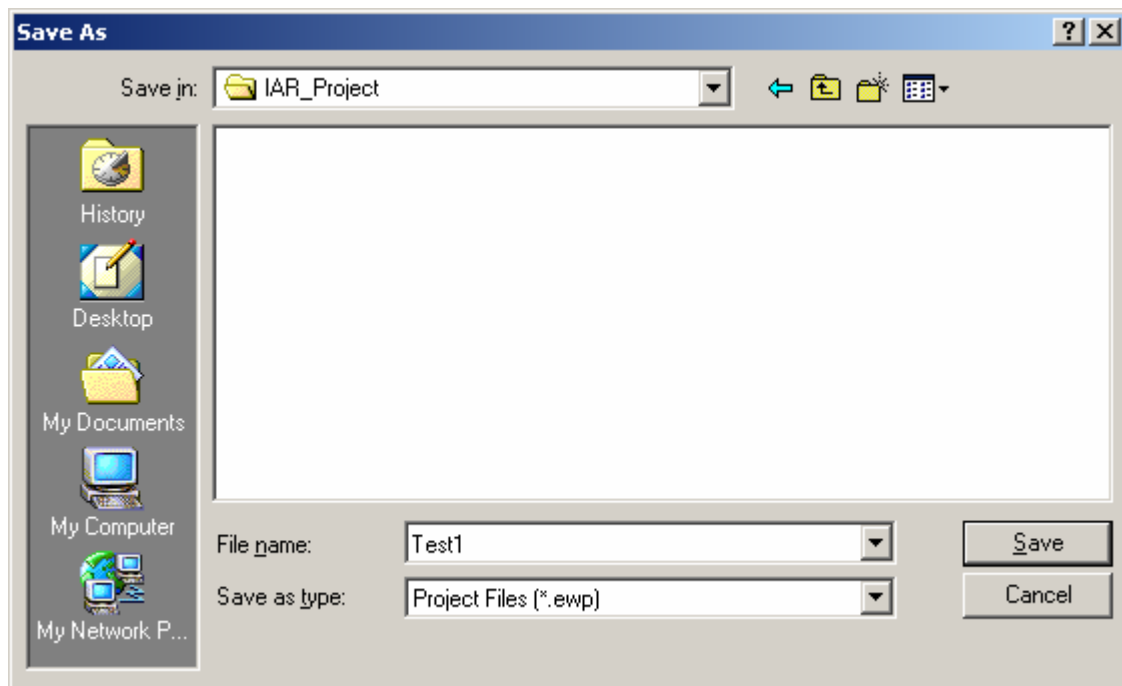 Save As
Save in: IAR_Project
History
Desktop
My Documents
My Computer
My Network P...
File name: Test1
Save
Save as type: Project Files (*.ewp)
Cancel